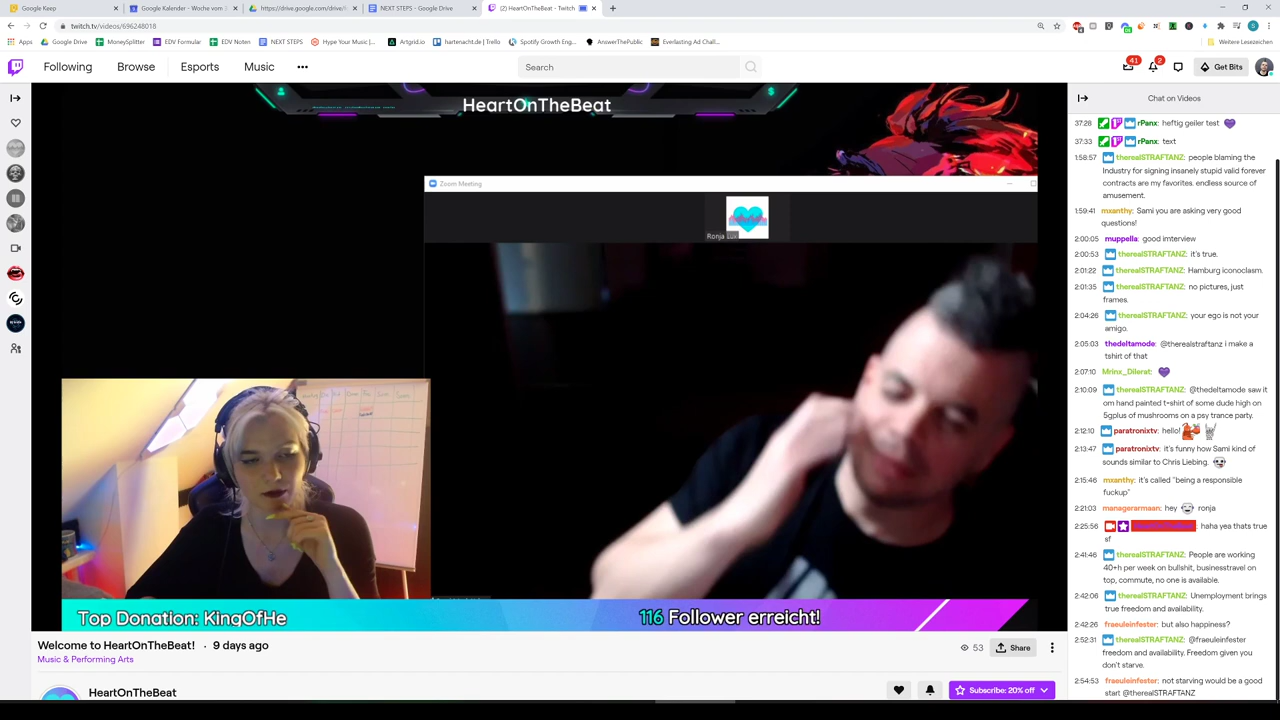 Google Keep
Google Kalender - Woche vom 3
https://drive.google.com/drive/f
NEXT STEPS - Google Drive
(2) HeartOnTheBeat - Twitch
twitch.tv/videos/696248018
Apps
Google Drive
MoneySplitter
EDV Formular
EDV Noten
NEXT STEPS
Hype Your Music |...
Artgrid.io
hartenacht.de | Trello
Spotify Growth Eng...
AnswerThePublic
Everlasting Ad Chall...
Weitere Lesezeichen
Following
Browse
Esports
Music
Search
41
2
Get Bits
HeartOnTheBeat
Zoom Meeting
Ronja Lux
Top Donation: KingOfHe
116 Follower erreicht!
Welcome to HeartOnTheBeat! · 9 days ago
53
Share
Music & Performing Arts
HeartOnTheBeat
Subscribe: 20% off
Chat on Videos
37:28 rPanx: heftig geiler test
37:33 rPanx: text
1:58:57 therealSTRAFTANZ: people blaming the
Industry for signing insanely stupid valid forever
contracts are my favorites. endless source of
amusement.
1:59:41 mxanthy: Sami you are asking very good
questions!
2:00:05 muppella: good imterview
2:00:53 therealSTRAFTANZ: it's true.
2:01:22 therealSTRAFTANZ: Hamburg iconoclasm.
2:01:35 therealSTRAFTANZ: no pictures, just
frames.
2:04:26 therealSTRAFTANZ: your ego is not your
amigo.
2:05:03 thedeltamode: @therealstraftanz i make a
tshirt of that
2:07:10 Mrinx_Dilerat:
2:10:09 therealSTRAFTANZ: @thedeltamode saw it
om hand painted t-shirt of some dude high on
5gplus of mushrooms on a psy trance party.
2:12:10 paratronixtv: hello!
2:13:47 paratronixtv: it's funny how Sami kind of
sounds similar to Chris Liebing.
2:15:46 mxanthy: it's called "being a responsible
fuckup"
2:21:03 managerarmaan: hey ronja
2:25:56 haha yea thats true
sf
2:41:46 therealSTRAFTANZ: People are working
40+h per week on bullshit, businesstravel on
top, commute, no one is available.
2:42:06 therealSTRAFTANZ: Unemployment brings
true freedom and availability.
2:42:26 fraeuleinfester: but also happiness?
2:52:31 therealSTRAFTANZ: @fraeuleinfester
freedom and availability. Freedom given you
don't starve.
2:54:53 fraeuleinfester: not starving would be a good
start @therealSTRAFTANZ